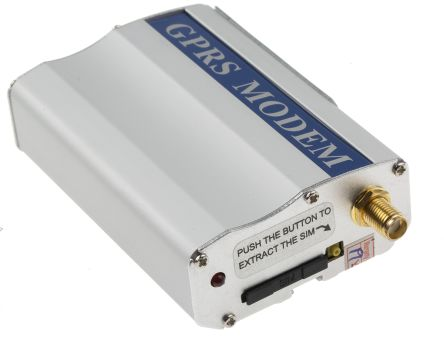 GPRS MODEM
PUSH THE BUTTON TO
EXTRACT THE SIM